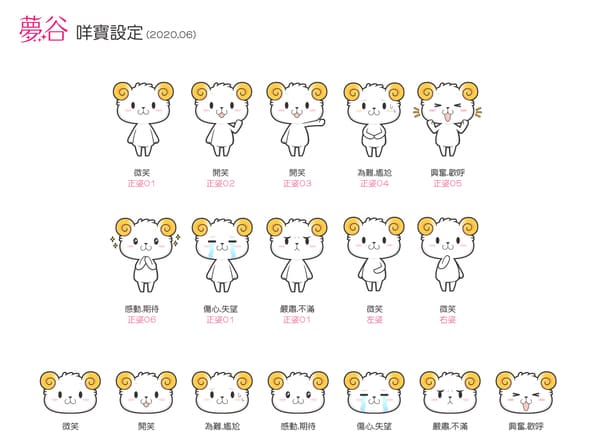 夢谷 咩寶設定 (2020.06)
微笑 開笑 開笑 為難.尷尬 興奮.歡呼
正姿01 正姿02 正姿03 正姿04 正姿05
感動.期待 傷心.失望 嚴肅.不滿 微笑 微笑
正姿06 正姿01 正姿01 左姿 右姿
微笑 開笑 為難.尷尬 感動.期待 傷心.失望 嚴肅.不滿 興奮.歡呼